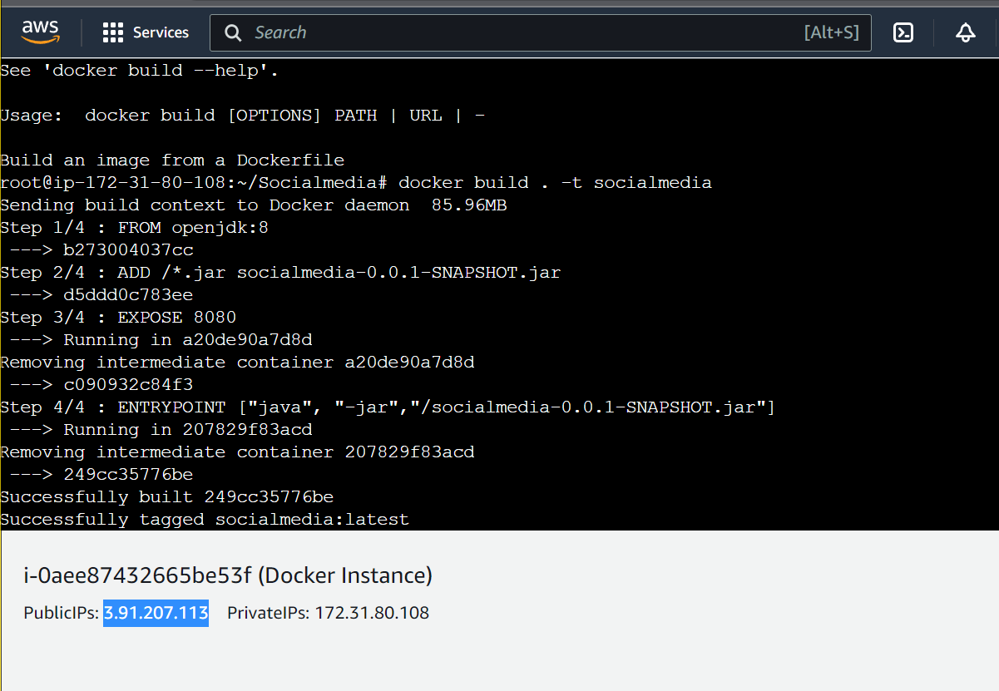 aws
Services
Search
[Alt+S]
See 'docker build --help'.
Usage:  docker build [OPTIONS] PATH | URL | -
Build an image from a Dockerfile
root@ip-172-31-80-108:~/Socialmedia# docker build . -t socialmedia
Sending build context to Docker daemon  85.96MB
Step 1/4 : FROM openjdk:8
 ---> b273004037cc
Step 2/4 : ADD /*.jar socialmedia-0.0.1-SNAPSHOT.jar
 ---> d5ddd0c783ee
Step 3/4 : EXPOSE 8080
 ---> Running in a20de90a7d8d
Removing intermediate container a20de90a7d8d
 ---> c090932c84f3
Step 4/4 : ENTRYPOINT ["java", "-jar","/socialmedia-0.0.1-SNAPSHOT.jar"]
 ---> Running in 207829f83acd
Removing intermediate container 207829f83acd
 ---> 249cc35776be
Successfully built 249cc35776be
Successfully tagged socialmedia:latest
i-0aee87432665be53f (Docker Instance)
PublicIPs: 3.91.207.113    PrivateIPs: 172.31.80.108